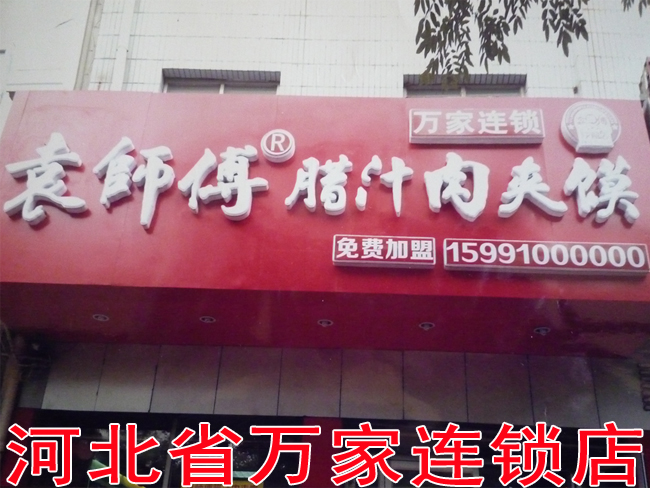 万家连锁
袁師傅® 腊汁肉夹馍
免费加盟 15991000000
河北省万家连锁店